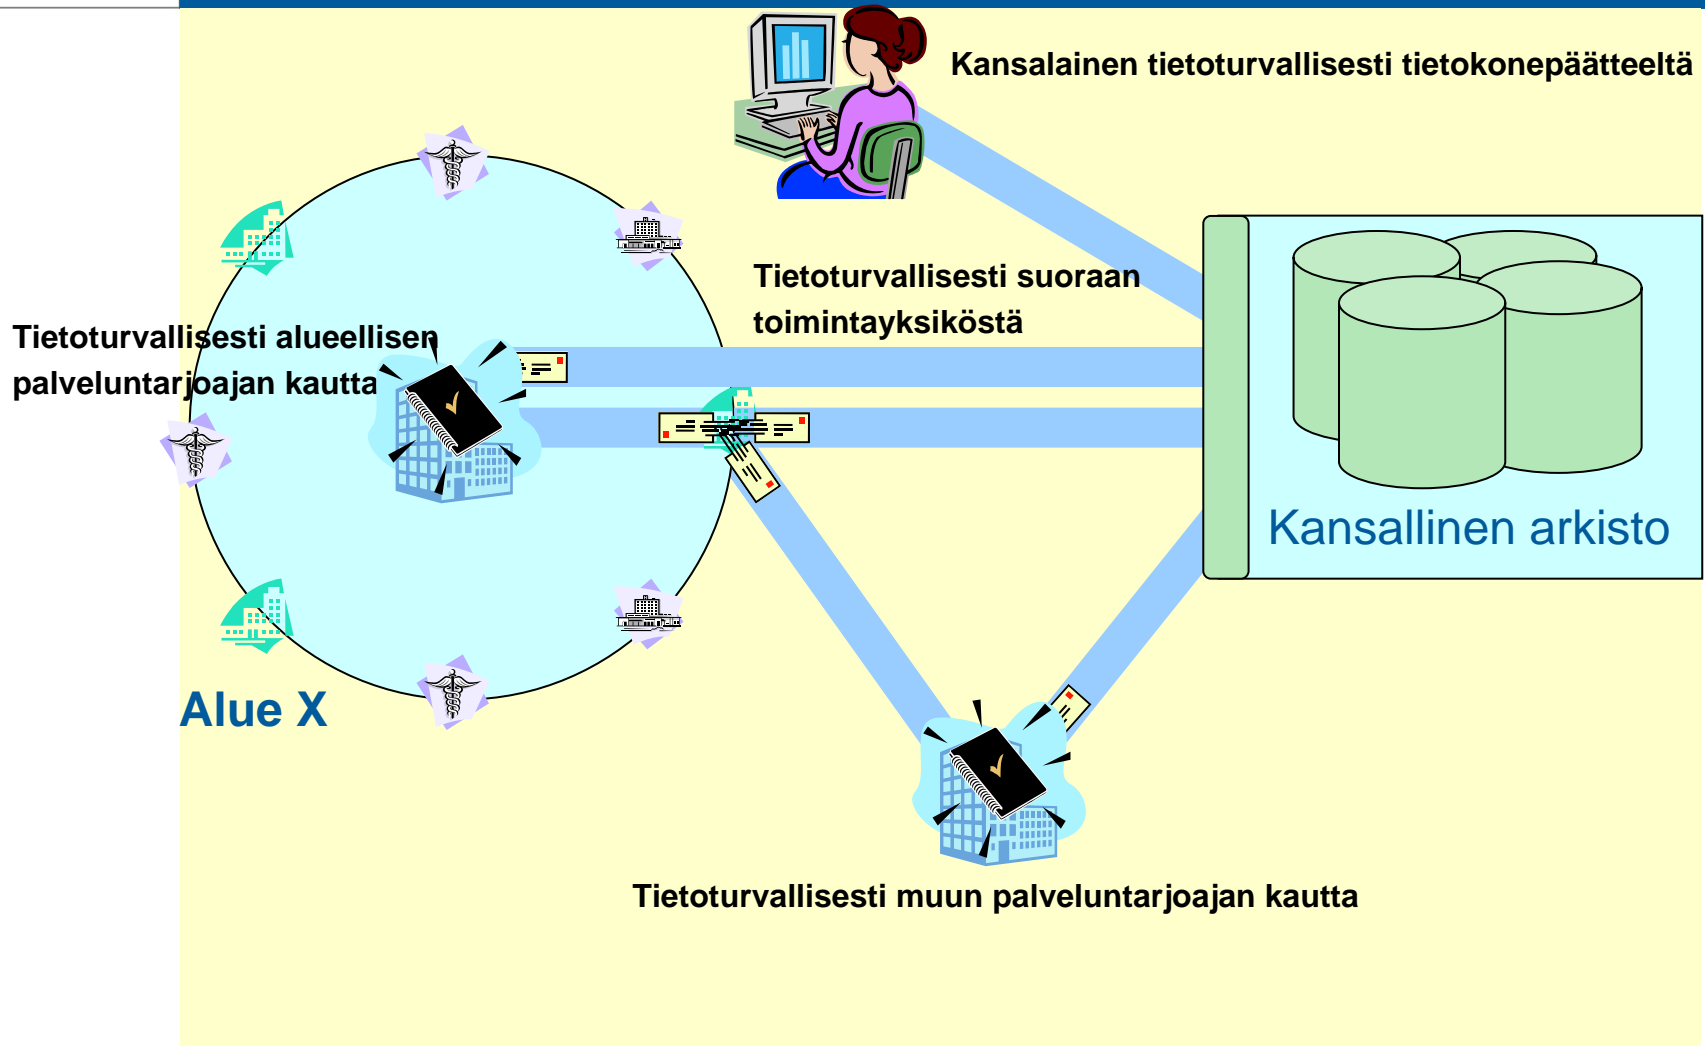 Kansalainen tietoturvallisesti tietokonepäätteeltä
Tietoturvallisesti suoraan
toimintayksiköstä
Tietoturvallisesti alueellisen
palveluntarjoajan kautta
Kansallinen arkisto
Alue X
Tietoturvallisesti muun palveluntarjoajan kautta